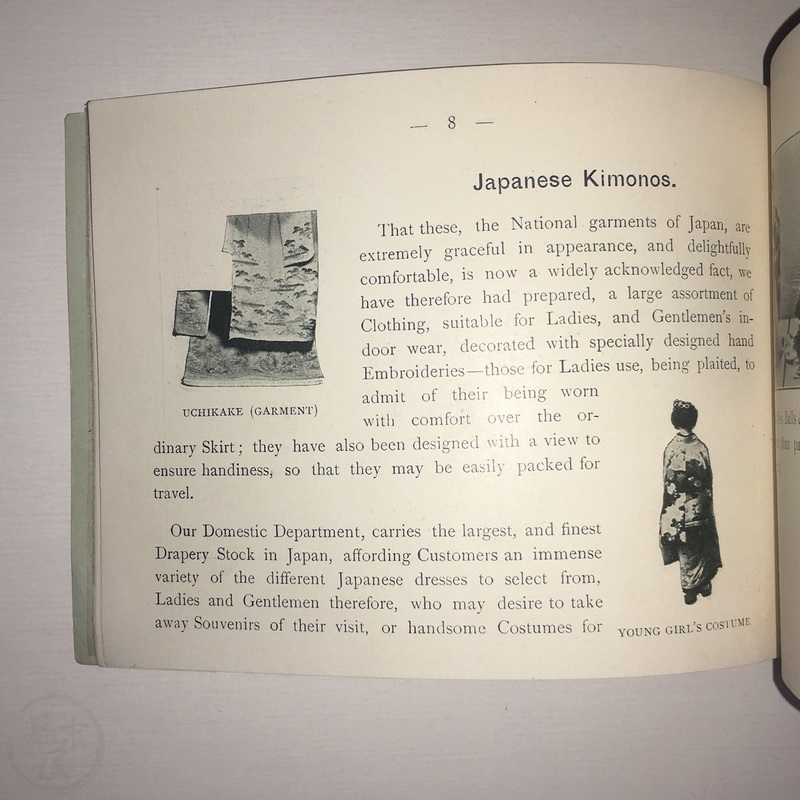 — 8 —
Japanese Kimonos.
That these, the National garments of Japan, are
extremely graceful in appearance, and delightfully
comfortable, is now a widely acknowledged fact, we
have therefore had prepared, a large assortment of
Clothing, suitable for Ladies, and Gentlemen's in-
door wear, decorated with specially designed hand
Embroideries—those for Ladies use, being plaited, to
admit of their being worn
with comfort over the or-
dinary Skirt; they have also been designed with a view to
ensure handiness, so that they may be easily packed for
travel.
UCHIKAKE (GARMENT)
Our Domestic Department, carries the largest, and finest
Drapery Stock in Japan, affording Customers an immense
variety of the different Japanese dresses to select from,
Ladies and Gentlemen therefore, who may desire to take
away Souvenirs of their visit, or handsome Costumes for
YOUNG GIRL'S COSTUME